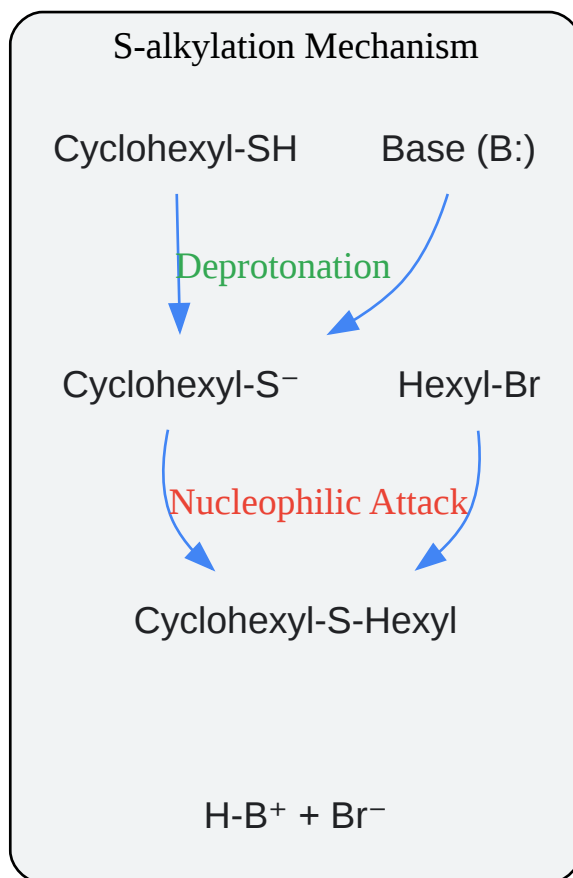 S-alkylation Mechanism
Cyclohexyl-SH Base (B:)
Deprotonation
Cyclohexyl-S⁻ Hexyl-Br
Nucleophilic Attack
Cyclohexyl-S-Hexyl
H-B⁺ + Br⁻